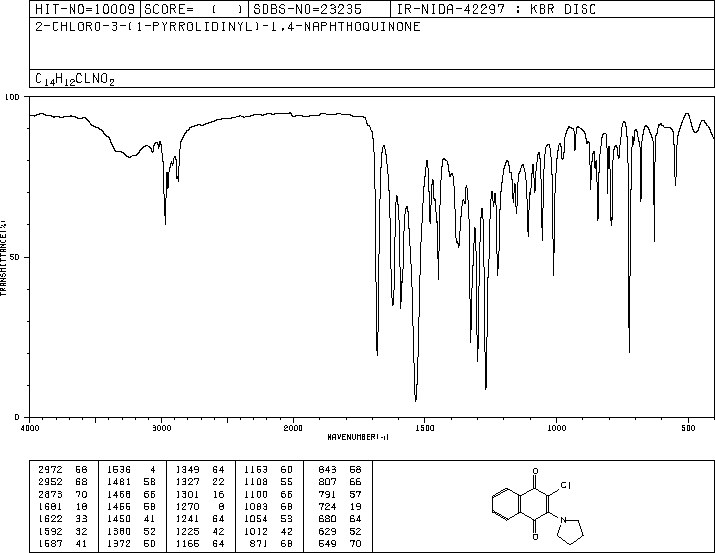 HIT-NO=10009 SCORE= ( ) SDBS-NO=23235 IR-NIDA-42297 : KBR DISC
2-CHLORO-3-(1-PYRROLIDINYL)-1,4-NAPHTHOQUINONE
C14H12CLNO2
100
50
0
TRANSMITTANCE(%)
4000 3000 2000 1500 1000 500
WAVENUMBER(-1)
2972 58 1536 4 1349 64 1153 60 843 58
2952 68 1481 58 1327 22 1108 55 807 66
2873 70 1468 66 1301 16 1100 66 791 57
1681 18 1455 68 1270 8 1083 68 724 19
1622 33 1450 41 1241 64 1054 53 680 64
1592 32 1380 52 1225 42 1012 42 629 52
1587 41 1372 50 1165 64 871 68 549 70
O
Cl
N
O